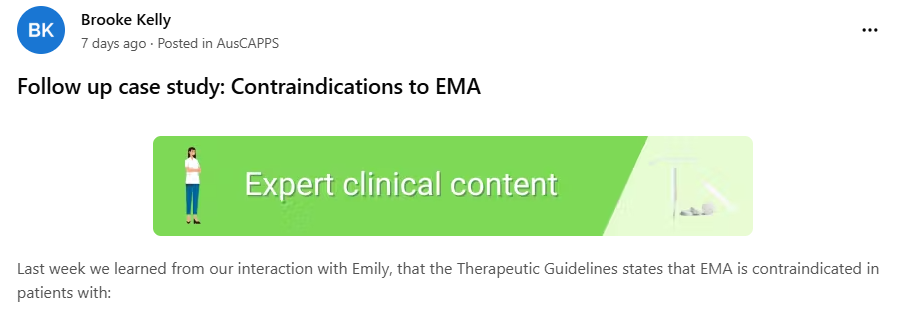 BK
Brooke Kelly
7 days ago · Posted in AusCAPPS
Follow up case study: Contraindications to EMA
Expert clinical content
Last week we learned from our interaction with Emily, that the Therapeutic Guidelines states that EMA is contraindicated in
patients with: